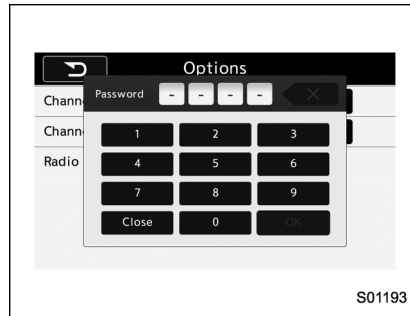 Options
Password - - - -
Chann
Chann
Radio
1 2 3
4 5 6
7 8 9
Close 0 OK
S01193